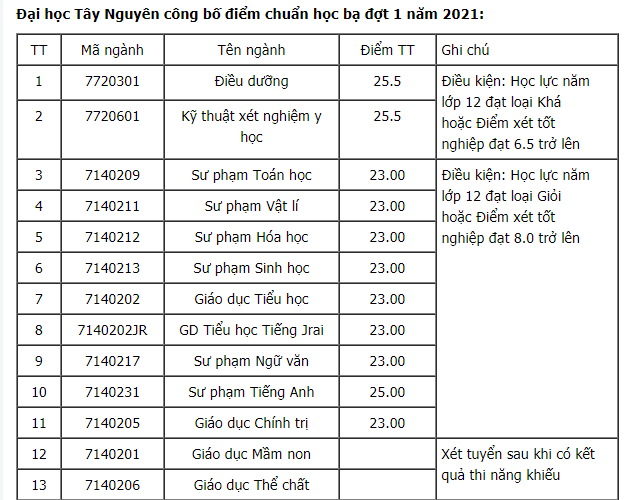 Đại học Tây Nguyên công bố điểm chuẩn học bạ đợt 1 năm 2021:
TT Mã ngành Tên ngành Điểm TT Ghi chú
1 7720301 Điều dưỡng 25.5 Điều kiện: Học lực năm
lớp 12 đạt loại Khá
2 7720601 Kỹ thuật xét nghiệm y 25.5 hoặc Điểm xét tốt
học nghiệp đạt 6.5 trở lên
3 7140209 Sư phạm Toán học 23.00 Điều kiện: Học lực năm
4 7140211 Sư phạm Vật lí 23.00 lớp 12 đạt loại Giỏi
hoặc Điểm xét tốt
5 7140212 Sư phạm Hóa học 23.00 nghiệp đạt 8.0 trở lên
6 7140213 Sư phạm Sinh học 23.00
7 7140202 Giáo dục Tiểu học 23.00
8 7140202JR GD Tiểu học Tiếng Jrai 23.00
9 7140217 Sư phạm Ngữ văn 23.00
10 7140231 Sư phạm Tiếng Anh 25.00
11 7140205 Giáo dục Chính trị 23.00
12 7140201 Giáo dục Mầm non Xét tuyển sau khi có kết
13 7140206 Giáo dục Thể chất quả thi năng khiếu